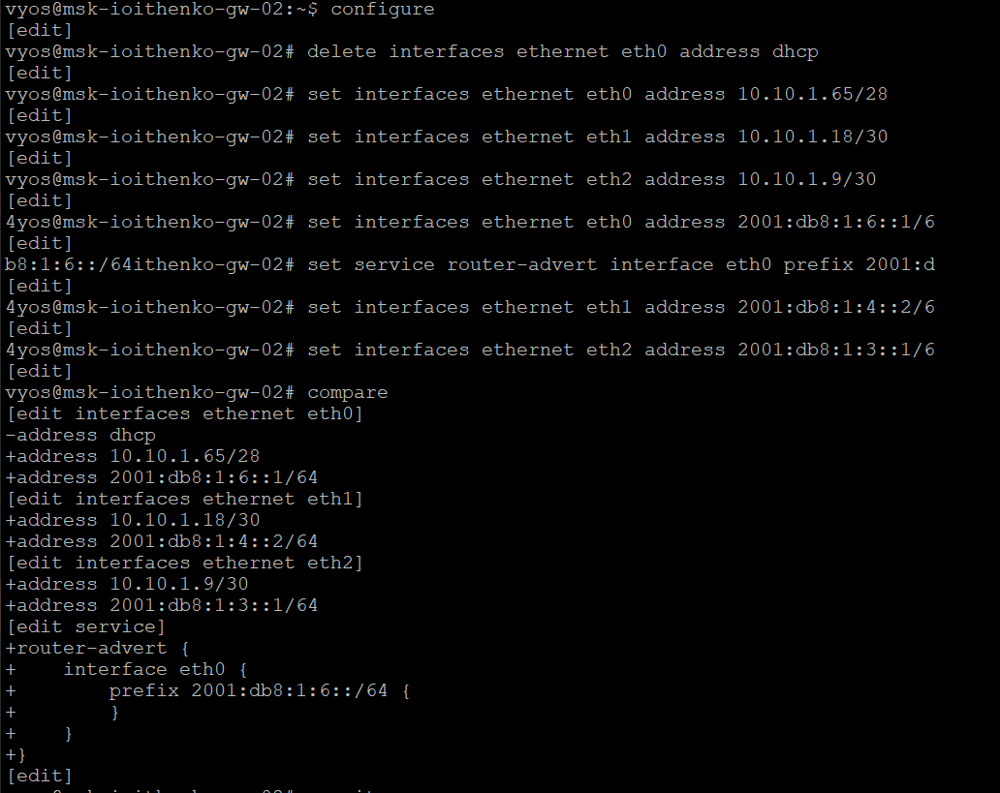 vyos@msk-ioithenko-gw-02:~$ configure
[edit]
vyos@msk-ioithenko-gw-02# delete interfaces ethernet eth0 address dhcp
[edit]
vyos@msk-ioithenko-gw-02# set interfaces ethernet eth0 address 10.10.1.65/28
[edit]
vyos@msk-ioithenko-gw-02# set interfaces ethernet eth1 address 10.10.1.18/30
[edit]
vyos@msk-ioithenko-gw-02# set interfaces ethernet eth2 address 10.10.1.9/30
[edit]
4yos@msk-ioithenko-gw-02# set interfaces ethernet eth0 address 2001:db8:1:6::1/6
[edit]
b8:1:6::/64ithenko-gw-02# set service router-advert interface eth0 prefix 2001:d
[edit]
4yos@msk-ioithenko-gw-02# set interfaces ethernet eth1 address 2001:db8:1:4::2/6
[edit]
4yos@msk-ioithenko-gw-02# set interfaces ethernet eth2 address 2001:db8:1:3::1/6
[edit]
vyos@msk-ioithenko-gw-02# compare
[edit interfaces ethernet eth0]
-address dhcp
+address 10.10.1.65/28
+address 2001:db8:1:6::1/64
[edit interfaces ethernet eth1]
+address 10.10.1.18/30
+address 2001:db8:1:4::2/64
[edit interfaces ethernet eth2]
+address 10.10.1.9/30
+address 2001:db8:1:3::1/64
[edit service]
+router-advert {
+    interface eth0 {
+        prefix 2001:db8:1:6::/64 {
+        }
+    }
+}
[edit]